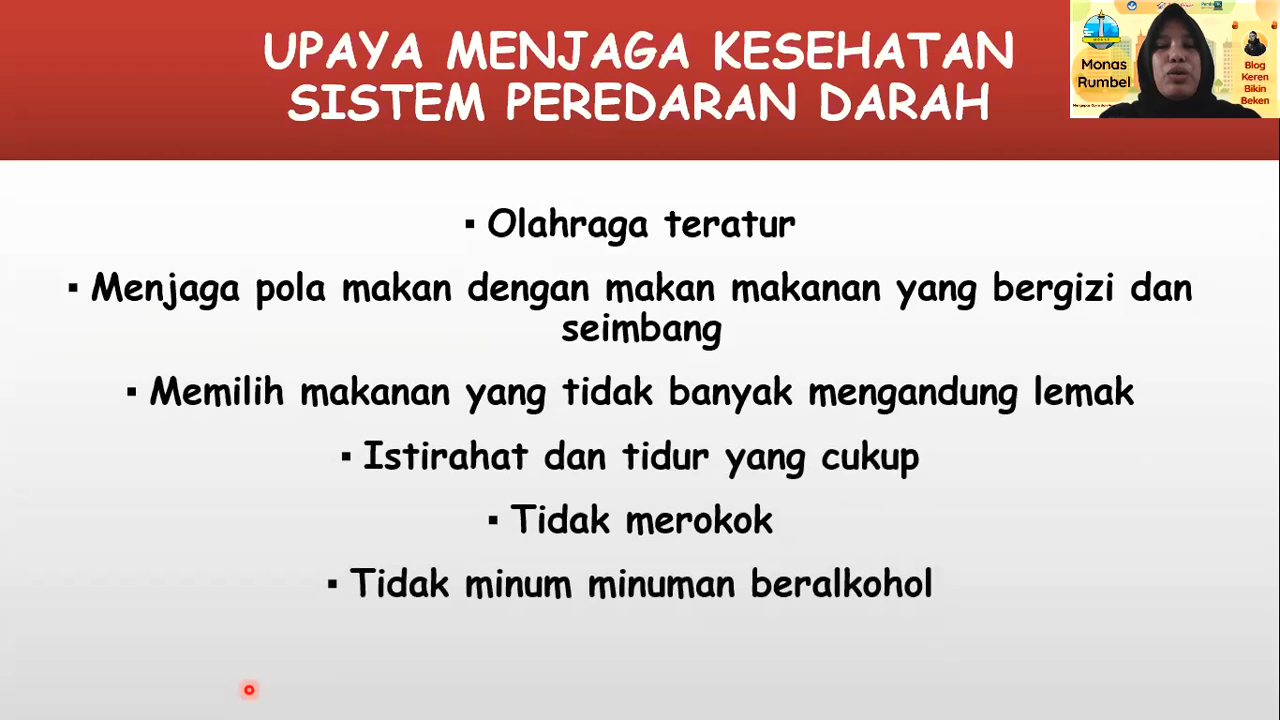 UPAYA MENJAGA KESEHATAN
SISTEM PEREDARAN DARAH
Monas
Rumbel
Blog
Keren
Bikin
Beken
▪ Olahraga teratur
▪ Menjaga pola makan dengan makan makanan yang bergizi dan
seimbang
▪ Memilih makanan yang tidak banyak mengandung lemak
▪ Istirahat dan tidur yang cukup
▪ Tidak merokok
▪ Tidak minum minuman beralkohol